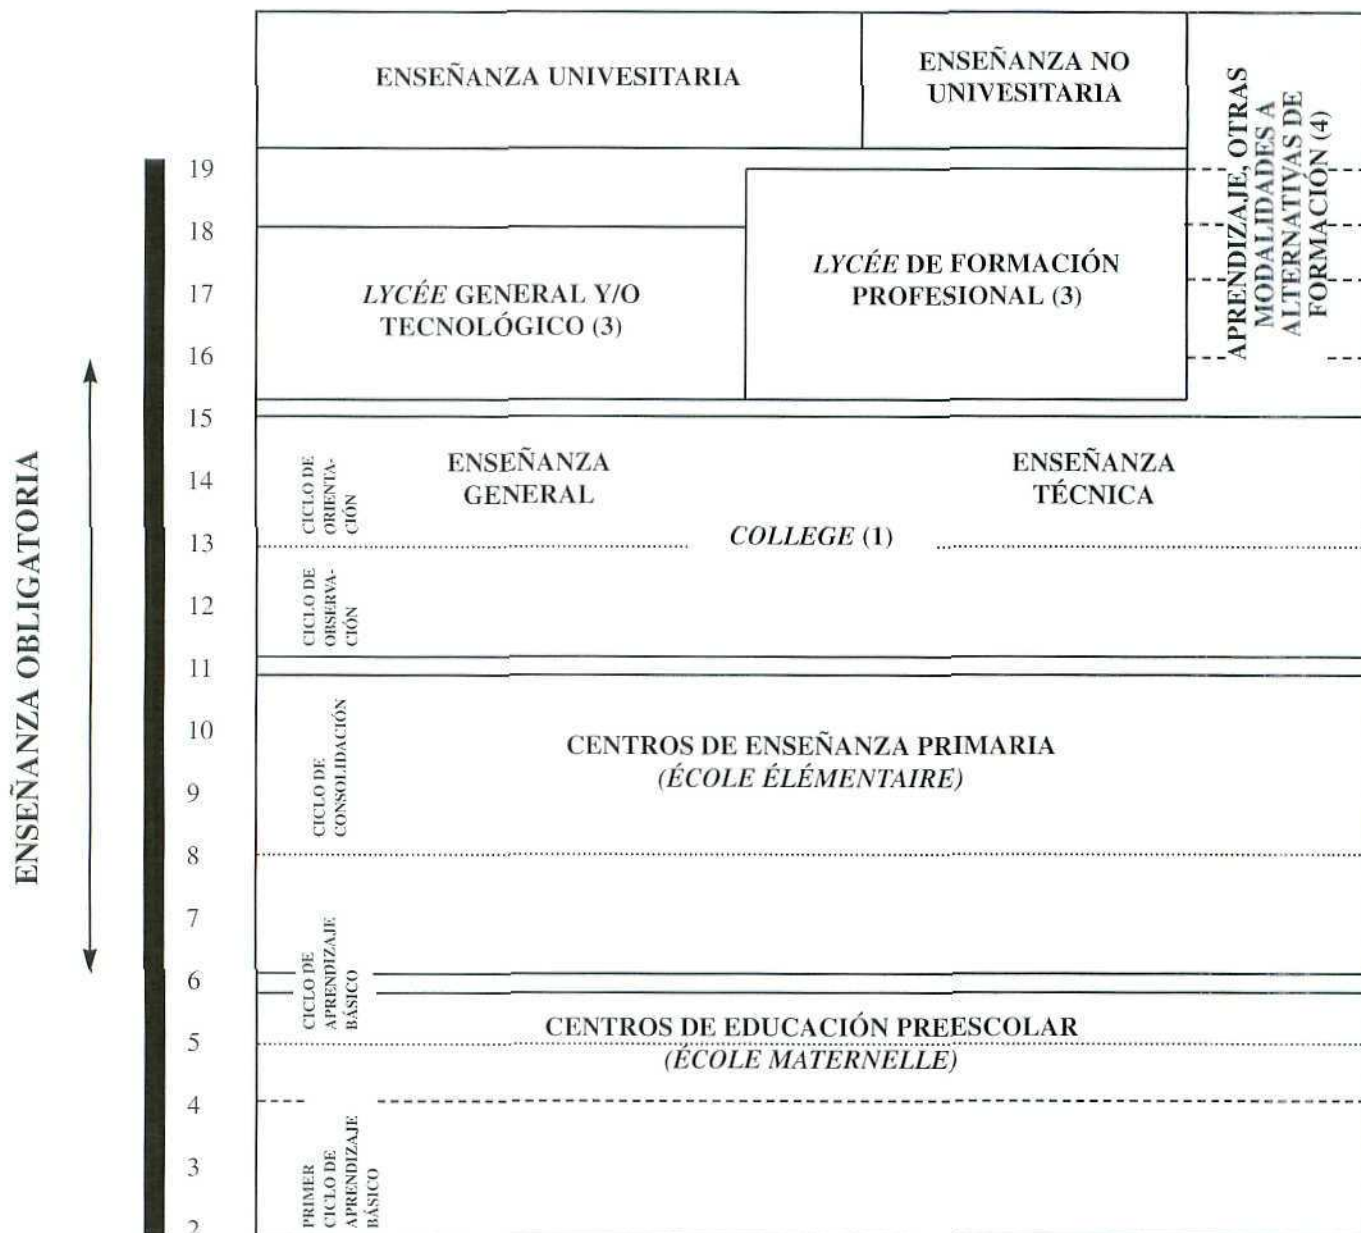 ENSEÑANZA UNIVESITARIA
ENSEÑANZA NO
UNIVESITARIA
APRENDIZAJE, OTRAS
MODALIDADES A
ALTERNATIVAS DE
FORMACIÓN (4)
19
18
17
16
15
14
13
12
11
10
9
8
7
6
5
4
3
2
LYCÉE GENERAL Y/O
TECNOLÓGICO (3)
LYCÉE DE FORMACIÓN
PROFESIONAL (3)
ENSEÑANZA OBLIGATORIA
CICLO DE
ORIENTA-
CIÓN
ENSEÑANZA
GENERAL
ENSEÑANZA
TÉCNICA
COLLEGE (1)
CICLO DE
OBSERVA-
CIÓN
CICLO DE
CONSOLIDACIÓN
CENTROS DE ENSEÑANZA PRIMARIA
(ÉCOLE ÉLÉMENTAIRE)
CICLO DE
APRENDIZAJE
BÁSICO
CENTROS DE EDUCACIÓN PREESCOLAR
(ÉCOLE MATERNELLE)
PRIMER
CICLO DE
APRENDIZAJE
BÁSICO